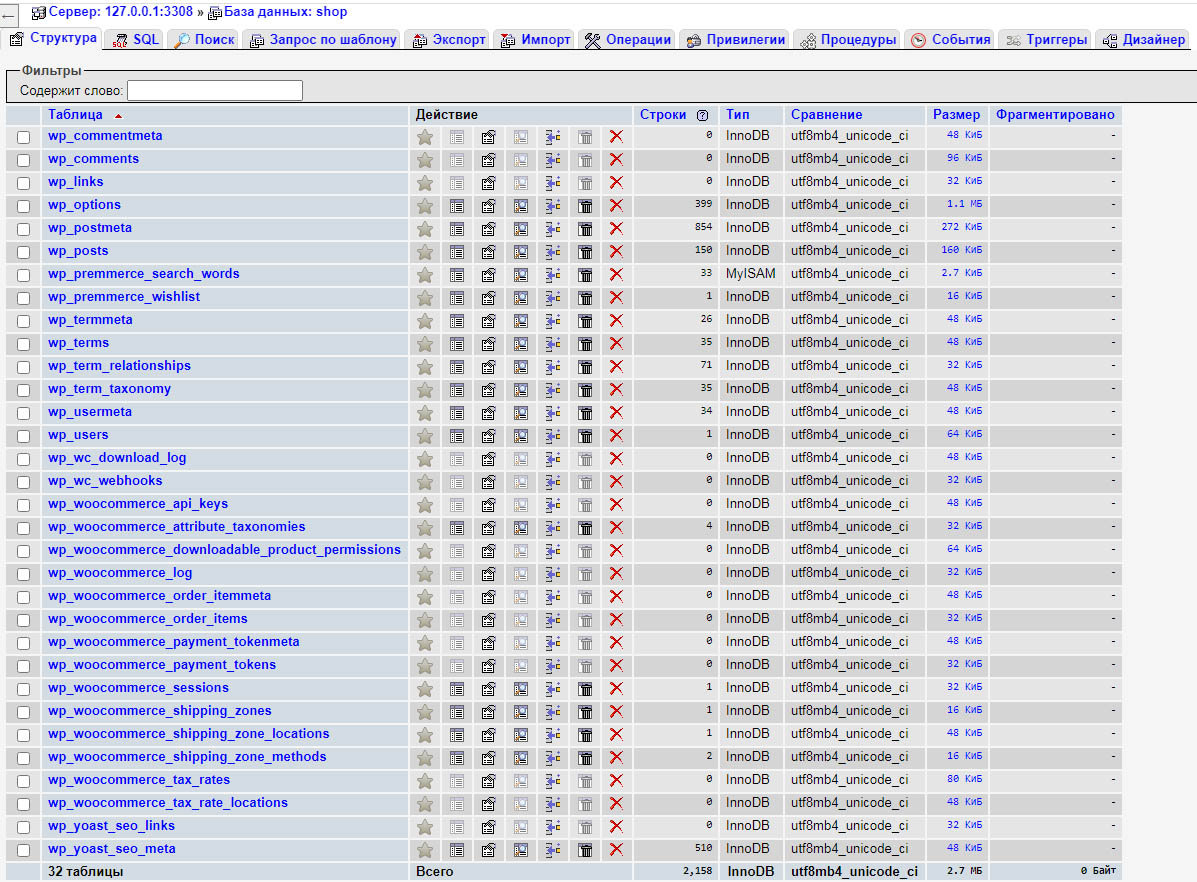 Сервер: 127.0.0.1:3308 » База данных: shop
Структура SQL Поиск Запрос по шаблону Экспорт Импорт Операции Привилегии Процедуры События Триггеры Дизайнер
Фильтры
Содержит слово:
Таблица Действие Строки Тип Сравнение Размер Фрагментировано
wp_commentmeta 0 InnoDB utf8mb4_unicode_ci 48 КиБ -
wp_comments 0 InnoDB utf8mb4_unicode_ci 96 КиБ -
wp_links 0 InnoDB utf8mb4_unicode_ci 32 КиБ -
wp_options 399 InnoDB utf8mb4_unicode_ci 1.1 МБ -
wp_postmeta 854 InnoDB utf8mb4_unicode_ci 272 КиБ -
wp_posts 150 InnoDB utf8mb4_unicode_ci 160 КиБ -
wp_premmerce_search_words 33 MyISAM utf8mb4_unicode_ci 2.7 КиБ -
wp_premmerce_wishlist 1 InnoDB utf8mb4_unicode_ci 16 КиБ -
wp_termmeta 26 InnoDB utf8mb4_unicode_ci 48 КиБ -
wp_terms 35 InnoDB utf8mb4_unicode_ci 48 КиБ -
wp_term_relationships 71 InnoDB utf8mb4_unicode_ci 32 КиБ -
wp_term_taxonomy 35 InnoDB utf8mb4_unicode_ci 48 КиБ -
wp_usermeta 34 InnoDB utf8mb4_unicode_ci 48 КиБ -
wp_users 1 InnoDB utf8mb4_unicode_ci 64 КиБ -
wp_wc_download_log 0 InnoDB utf8mb4_unicode_ci 48 КиБ -
wp_wc_webhooks 0 InnoDB utf8mb4_unicode_ci 32 КиБ -
wp_woocommerce_api_keys 0 InnoDB utf8mb4_unicode_ci 48 КиБ -
wp_woocommerce_attribute_taxonomies 4 InnoDB utf8mb4_unicode_ci 32 КиБ -
wp_woocommerce_downloadable_product_permissions 0 InnoDB utf8mb4_unicode_ci 64 КиБ -
wp_woocommerce_log 0 InnoDB utf8mb4_unicode_ci 32 КиБ -
wp_woocommerce_order_itemmeta 0 InnoDB utf8mb4_unicode_ci 48 КиБ -
wp_woocommerce_order_items 0 InnoDB utf8mb4_unicode_ci 32 КиБ -
wp_woocommerce_payment_tokenmeta 0 InnoDB utf8mb4_unicode_ci 48 КиБ -
wp_woocommerce_payment_tokens 0 InnoDB utf8mb4_unicode_ci 32 КиБ -
wp_woocommerce_sessions 1 InnoDB utf8mb4_unicode_ci 32 КиБ -
wp_woocommerce_shipping_zones 1 InnoDB utf8mb4_unicode_ci 16 КиБ -
wp_woocommerce_shipping_zone_locations 1 InnoDB utf8mb4_unicode_ci 48 КиБ -
wp_woocommerce_shipping_zone_methods 2 InnoDB utf8mb4_unicode_ci 16 КиБ -
wp_woocommerce_tax_rates 0 InnoDB utf8mb4_unicode_ci 80 КиБ -
wp_woocommerce_tax_rate_locations 0 InnoDB utf8mb4_unicode_ci 48 КиБ -
wp_yoast_seo_links 0 InnoDB utf8mb4_unicode_ci 32 КиБ -
wp_yoast_seo_meta 510 InnoDB utf8mb4_unicode_ci 48 КиБ -
32 таблицы Всего 2,158 InnoDB utf8mb4_unicode_ci 2.7 МБ 0 Байт